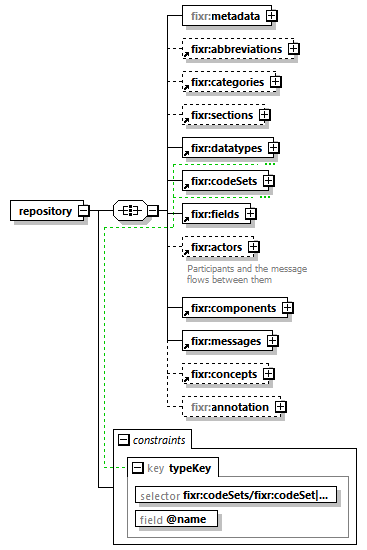 fixr:metadata
fixr:abbreviations
fixr:categories
fixr:sections
fixr:datatypes
fixr:codeSets
repository
fixr:fields
fixr:actors
Participants and the message
flows between them
fixr:components
fixr:messages
fixr:concepts
fixr:annotation
constraints
key typeKey
selector fixr:codeSets/fixr:codeSet|...
field @name